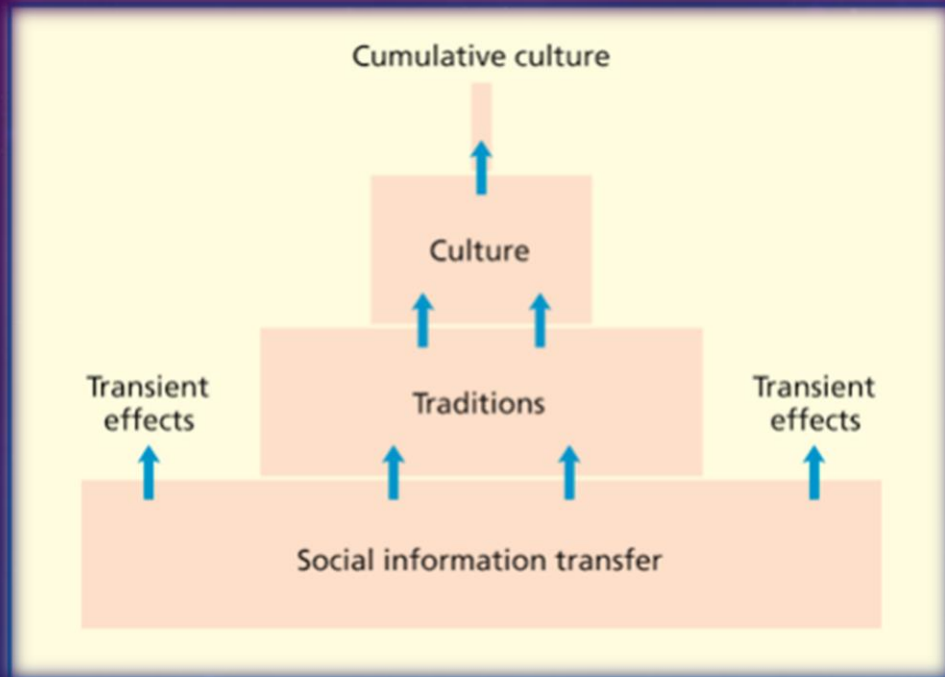 Cumulative culture
Culture
Transient
effects
Traditions
Transient
effects
Social information transfer